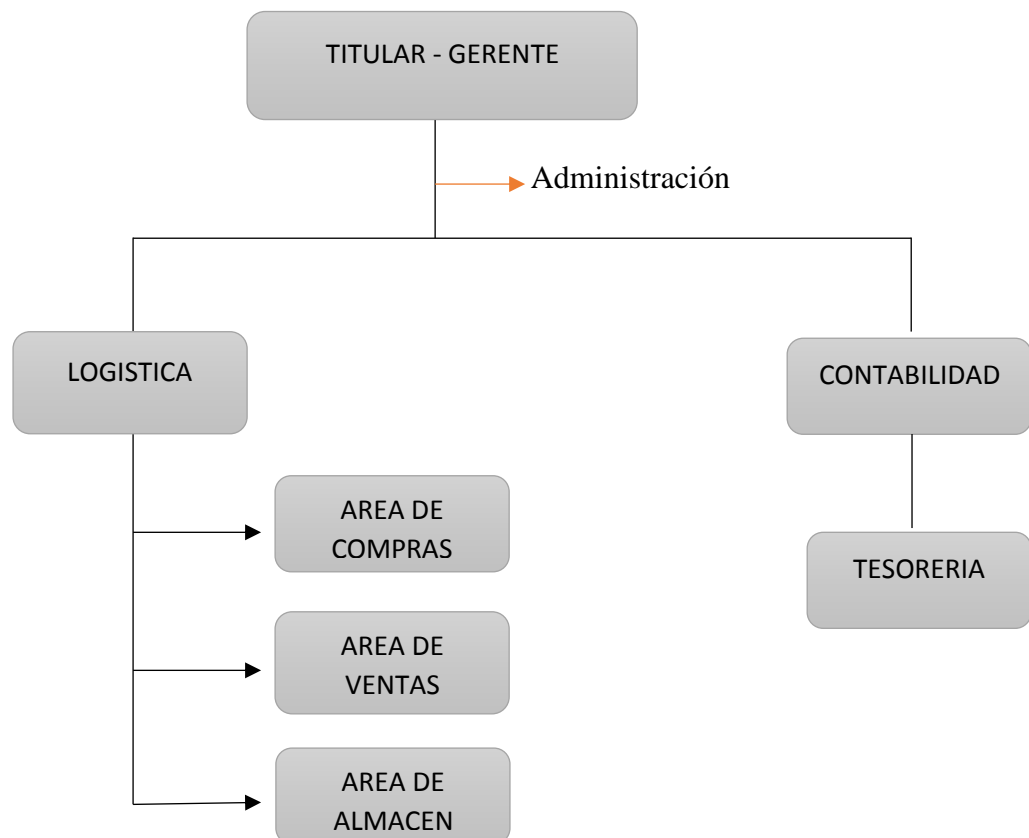 TITULAR - GERENTE
Administración
LOGISTICA
CONTABILIDAD
AREA DE
COMPRAS
TESORERIA
AREA DE
VENTAS
AREA DE
ALMACEN